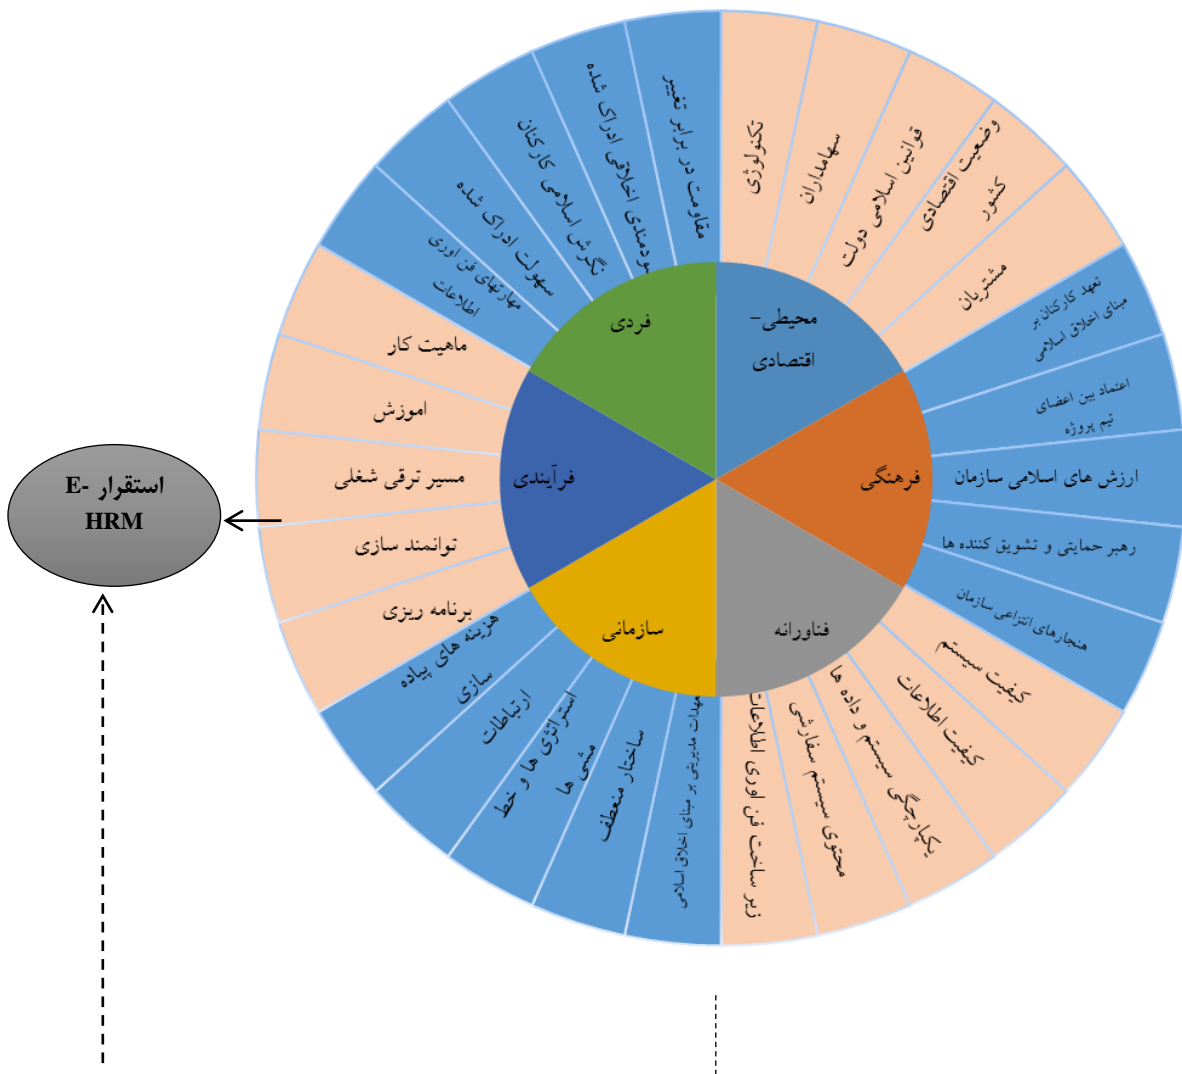 محیطی-
اقتصادی
تکنولوژی
سهامداران
قوانین اسلامی دولت
وضعیت اقتصادی
کشور
مشتریان
فرهنگی
تعهد کارکنان بر
مبنای اخلاق اسلامی
اعتماد بین اعضای
تیم پروژه
ارزش های اسلامی سازمان
رهبر حمایتی و تشویق کننده ها
هنجارهای انتزاعی سازمان
فناورانه
کیفیت سیستم
کیفیت اطلاعات
یکپارچگی سیستم و داده ها
محتوی سیستم سفارشی
زیر ساخت فن اوری اطلاعات
سازمانی
مدیریتی بر مبنای اخلاق اسلامی
ساختار منعطف
استراتژی ها و خط
مشی ها
ارتباطات
هزینه های پیاده
سازی
فرآیندی
برنامه ریزی
توانمند سازی
مسیر ترقی شغلی
اموزش
ماهیت کار
فردی
مهارتهای فن اوری
اطلاعات
سهولت ادراک شده
نگرش اسلامی کارکنان
سودمندی اخلاقی ادراک شده
مقاومت در برابر تغییر
استقرار E-
HRM